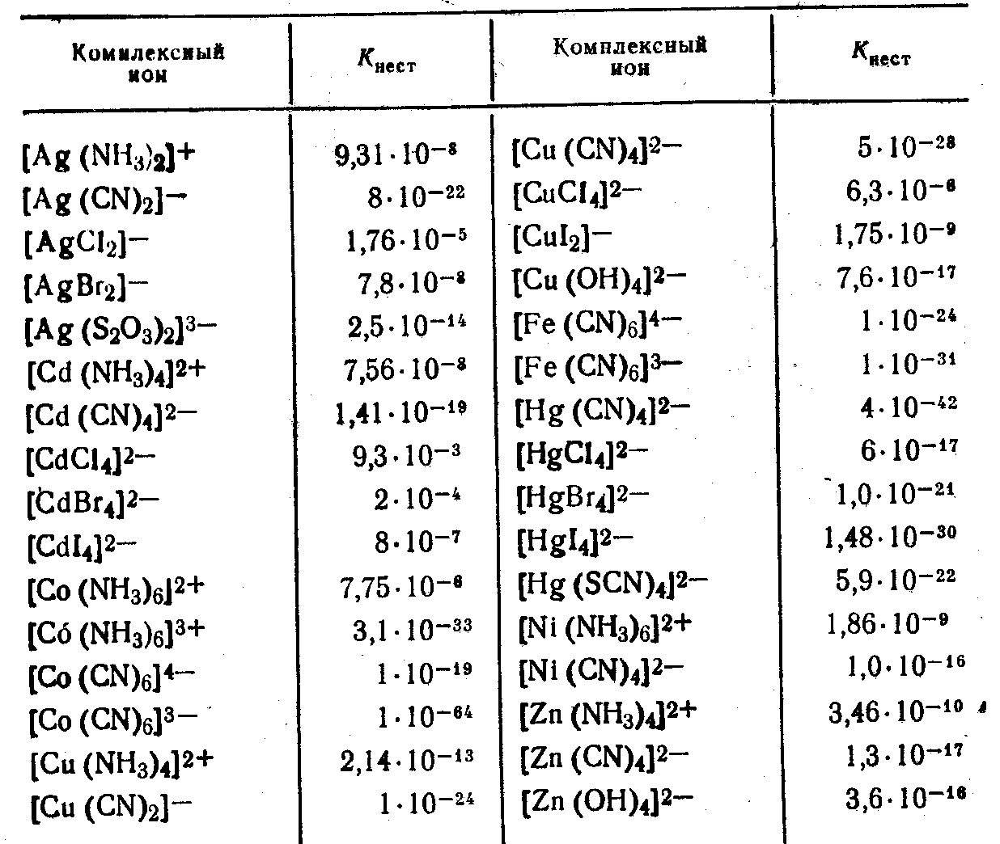 Комплексный ион | K нест | Комплексный ион | K нест
[Ag (NH₃)₂]⁺ | 9,31·10⁻⁸ | [Cu (CN)₄]²⁻ | 5·10⁻²⁸
[Ag (CN)₂]⁻ | 8·10⁻²² | [CuCl₄]²⁻ | 6,3·10⁻⁶
[AgCl₂]⁻ | 1,76·10⁻⁵ | [CuI₂]⁻ | 1,75·10⁻⁹
[AgBr₂]⁻ | 7,8·10⁻⁸ | [Cu (OH)₄]²⁻ | 7,6·10⁻¹⁷
[Ag (S₂O₃)₂]³⁻ | 2,5·10⁻¹⁴ | [Fe (CN)₆]⁴⁻ | 1·10⁻²⁴
[Cd (NH₃)₄]²⁺ | 7,56·10⁻⁸ | [Fe (CN)₆]³⁻ | 1·10⁻³¹
[Cd (CN)₄]²⁻ | 1,41·10⁻¹⁹ | [Hg (CN)₄]²⁻ | 4·10⁻⁴²
[CdCl₄]²⁻ | 9,3·10⁻³ | [HgCl₄]²⁻ | 6·10⁻¹⁷
[CdBr₄]²⁻ | 2·10⁻⁴ | [HgBr₄]²⁻ | 1,0·10⁻²¹
[CdI₄]²⁻ | 8·10⁻⁷ | [HgI₄]²⁻ | 1,48·10⁻³⁰
[Co (NH₃)₆]²⁺ | 7,75·10⁻⁶ | [Hg (SCN)₄]²⁻ | 5,9·10⁻²²
[Co (NH₃)₆]³⁺ | 3,1·10⁻³³ | [Ni (NH₃)₆]²⁺ | 1,86·10⁻⁹
[Co (CN)₆]⁴⁻ | 1·10⁻¹⁹ | [Ni (CN)₄]²⁻ | 1,0·10⁻¹⁶
[Co (CN)₆]³⁻ | 1·10⁻⁶⁴ | [Zn (NH₃)₄]²⁺ | 3,46·10⁻¹⁰
[Cu (NH₃)₄]²⁺ | 2,14·10⁻¹³ | [Zn (CN)₄]²⁻ | 1,3·10⁻¹⁷
[Cu (CN)₂]⁻ | 1·10⁻²⁴ | [Zn (OH)₄]²⁻ | 3,6·10⁻¹⁶